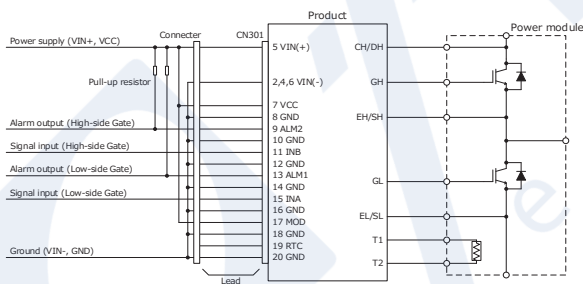 Product
Power module
Connecter
CN301
Power supply (VIN+, VCC)
5 VIN(+)
CH/DH
Pull-up resistor
2,4,6 VIN(-)
GH
7 VCC
8 GND
EH/SH
Alarm output (High-side Gate)
9 ALM2
10 GND
Signal input (High-side Gate)
11 INB
12 GND
Alarm output (Low-side Gate)
13 ALM1
GL
14 GND
Signal input (Low-side Gate)
15 INA
16 GND
EL/SL
17 MOD
18 GND
T1
19 RTC
Ground (VIN-, GND)
20 GND
T2
Lead